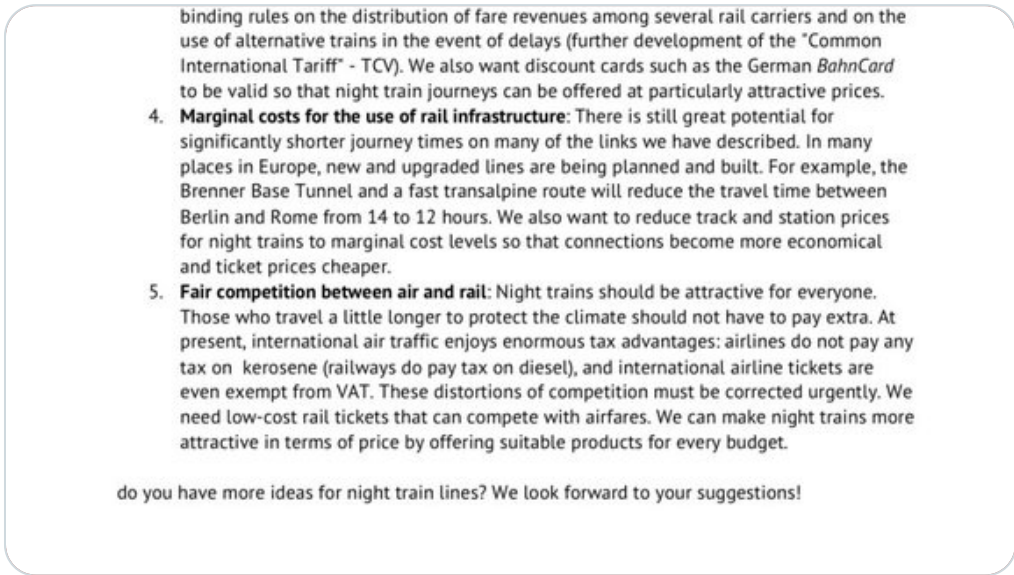 binding rules on the distribution of fare revenues among several rail carriers and on the
use of alternative trains in the event of delays (further development of the "Common
International Tariff" - TCV). We also want discount cards such as the German BahnCard
to be valid so that night train journeys can be offered at particularly attractive prices.
4. Marginal costs for the use of rail infrastructure: There is still great potential for
significantly shorter journey times on many of the links we have described. In many
places in Europe, new and upgraded lines are being planned and built. For example, the
Brenner Base Tunnel and a fast transalpine route will reduce the travel time between
Berlin and Rome from 14 to 12 hours. We also want to reduce track and station prices
for night trains to marginal cost levels so that connections become more economical
and ticket prices cheaper.
5. Fair competition between air and rail: Night trains should be attractive for everyone.
Those who travel a little longer to protect the climate should not have to pay extra. At
present, international air traffic enjoys enormous tax advantages: airlines do not pay any
tax on kerosene (railways do pay tax on diesel), and international airline tickets are
even exempt from VAT. These distortions of competition must be corrected urgently. We
need low-cost rail tickets that can compete with airfares. We can make night trains more
attractive in terms of price by offering suitable products for every budget.
do you have more ideas for night train lines? We look forward to your suggestions!